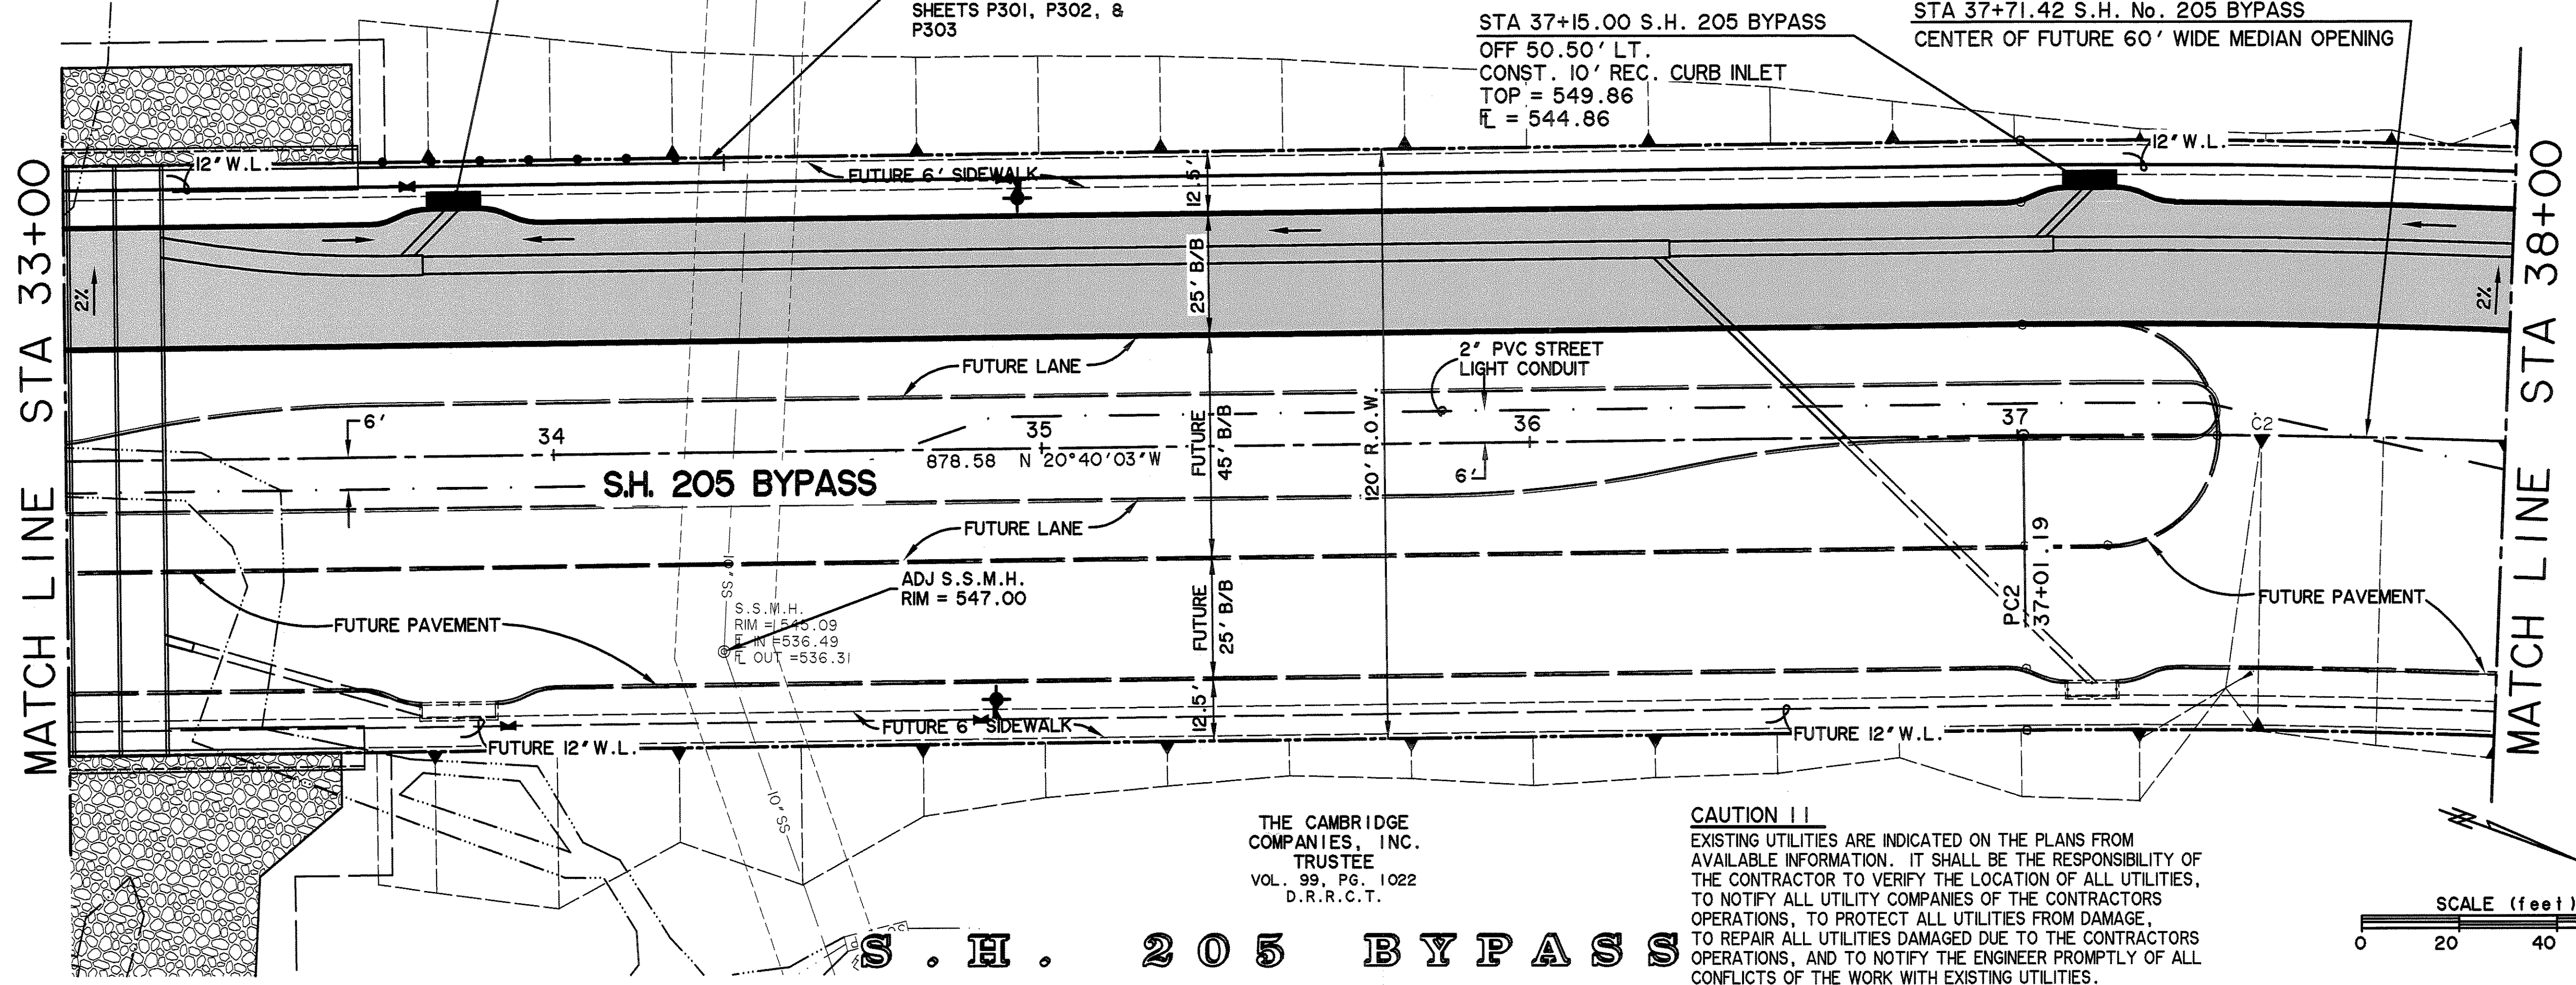 SHEETS P301, P302, &
P303
STA 37+15.00 S.H. 205 BYPASS
OFF 50.50' LT.
CONST. 10' REC. CURB INLET
TOP = 549.86
FL = 544.86
STA 37+71.42 S.H. No. 205 BYPASS
CENTER OF FUTURE 60' WIDE MEDIAN OPENING
MATCH LINE STA 33+00
MATCH LINE STA 38+00
12" W.L.
12" W.L.
FUTURE 6' SIDEWALK
12.5'
25' B/B
2%
2%
FUTURE LANE
2" PVC STREET
LIGHT CONDUIT
120' R.O.W.
FUTURE
45' B/B
6'
34
35
36
37
C2
878.58 N 20°40'03"W
6'
S.H. 205 BYPASS
FUTURE LANE
PC2
37+01.19
10" SS
ADJ S.S.M.H.
RIM = 547.00
S.S.M.H.
RIM = 545.09
FL IN =536.49
FL OUT =536.31
FUTURE
25' B/B
FUTURE PAVEMENT
FUTURE PAVEMENT
12.5'
FUTURE 6' SIDEWALK
FUTURE 12" W.L.
FUTURE 12" W.L.
10" SS
THE CAMBRIDGE
COMPANIES, INC.
TRUSTEE
VOL. 99, PG. 1022
D.R.R.C.T.
CAUTION !!
EXISTING UTILITIES ARE INDICATED ON THE PLANS FROM
AVAILABLE INFORMATION. IT SHALL BE THE RESPONSIBILITY OF
THE CONTRACTOR TO VERIFY THE LOCATION OF ALL UTILITIES,
TO NOTIFY ALL UTILITY COMPANIES OF THE CONTRACTORS
OPERATIONS, TO PROTECT ALL UTILITIES FROM DAMAGE,
TO REPAIR ALL UTILITIES DAMAGED DUE TO THE CONTRACTORS
OPERATIONS, AND TO NOTIFY THE ENGINEER PROMPTLY OF ALL
CONFLICTS OF THE WORK WITH EXISTING UTILITIES.
SCALE (feet)
0 20 40
S.H. 205 BYPASS